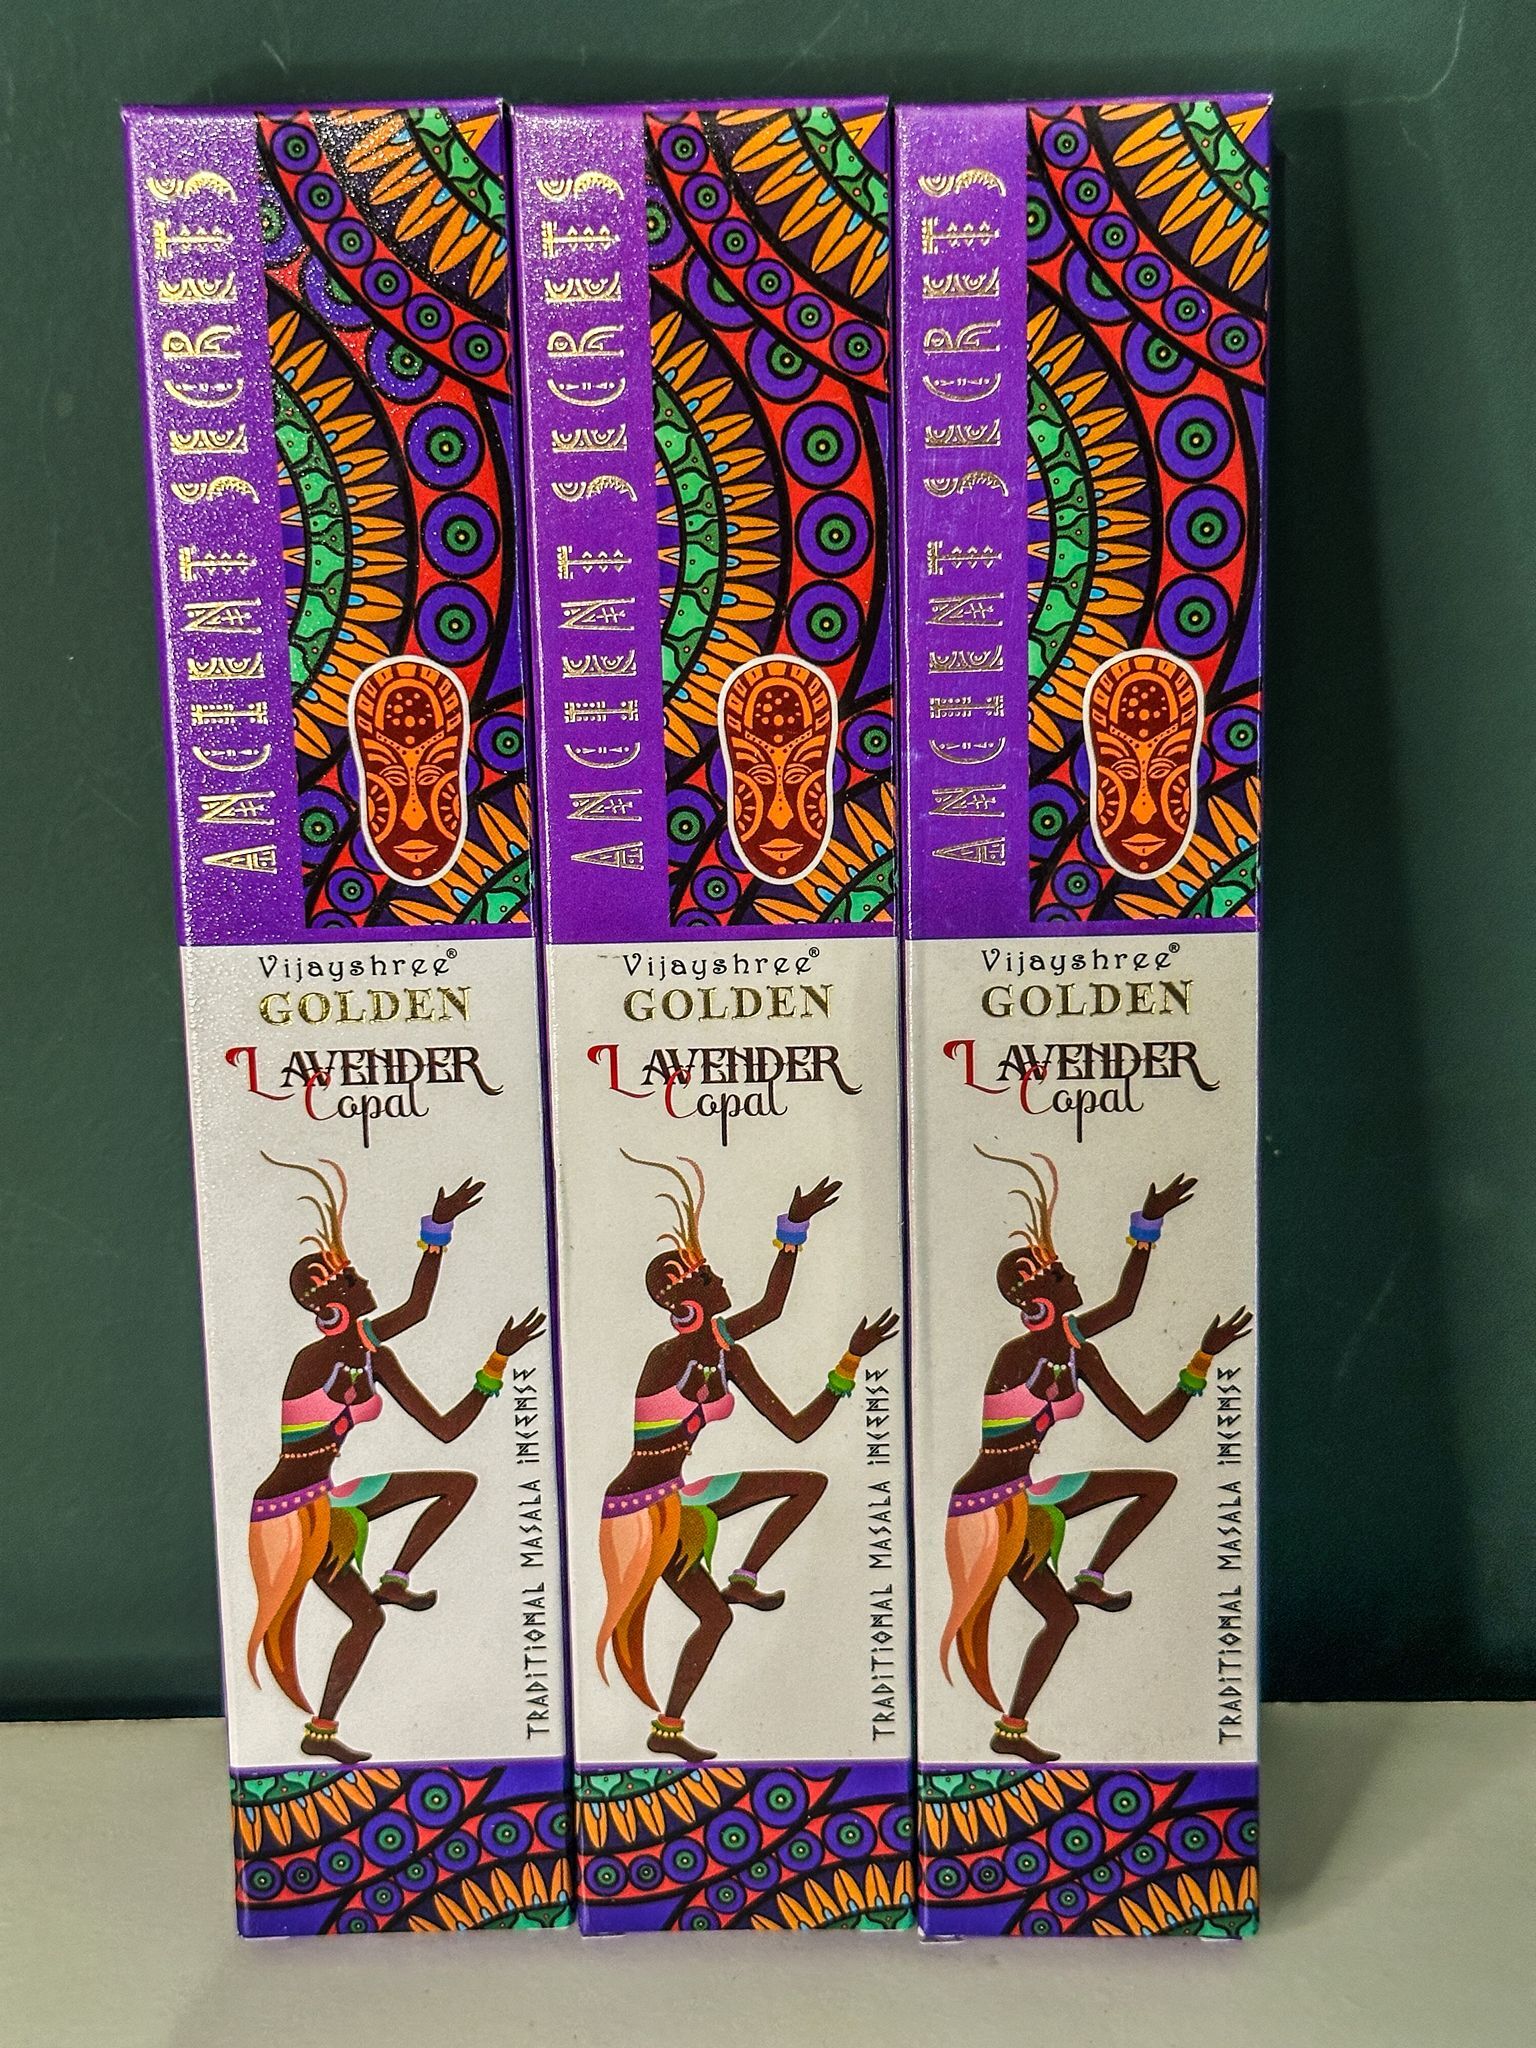 ANCIENT SECRETS
Vijayshree®
GOLDEN
LAVENDER
Copal
TRADITIONAL MASALA INCENSE
ANCIENT SECRETS
Vijayshree®
GOLDEN
LAVENDER
Copal
TRADITIONAL MASALA INCENSE
ANCIENT SECRETS
Vijayshree®
GOLDEN
LAVENDER
Copal
TRADITIONAL MASALA INCENSE